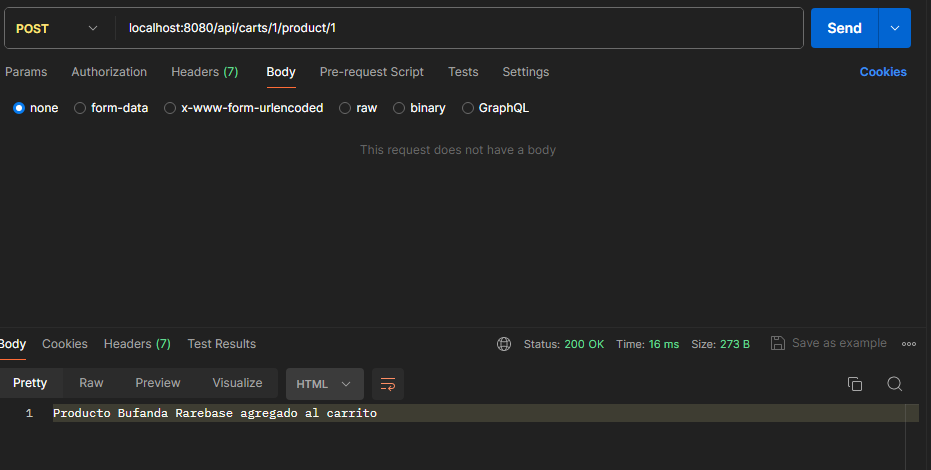 POST localhost:8080/api/carts/1/product/1 Send
Params Authorization Headers (7) Body Pre-request Script Tests Settings Cookies
none form-data x-www-form-urlencoded raw binary GraphQL
This request does not have a body
Body Cookies Headers (7) Test Results Status: 200 OK Time: 16 ms Size: 273 B Save as example
Pretty Raw Preview Visualize HTML
1 Producto Bufanda Rarebase agregado al carrito